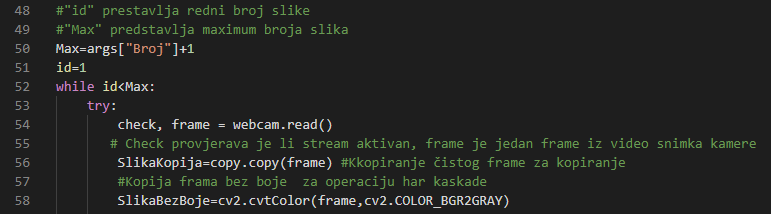 48 #"id" prestavlja redni broj slike
49 #"Max" predstavlja maximum broja slika
50 Max=args["Broj"]+1
51 id=1
52 while id<Max:
53 try:
54 check, frame = webcam.read()
55 # Check provjerava je li stream aktivan, frame je jedan frame iz video snimka kamere
56 SlikaKopija=copy.copy(frame) #Kkopiranje čistog frame za kopiranje
57 #Kopija frama bez boje  za operaciju har kaskade
58 SlikaBezBoje=cv2.cvtColor(frame,cv2.COLOR_BGR2GRAY)